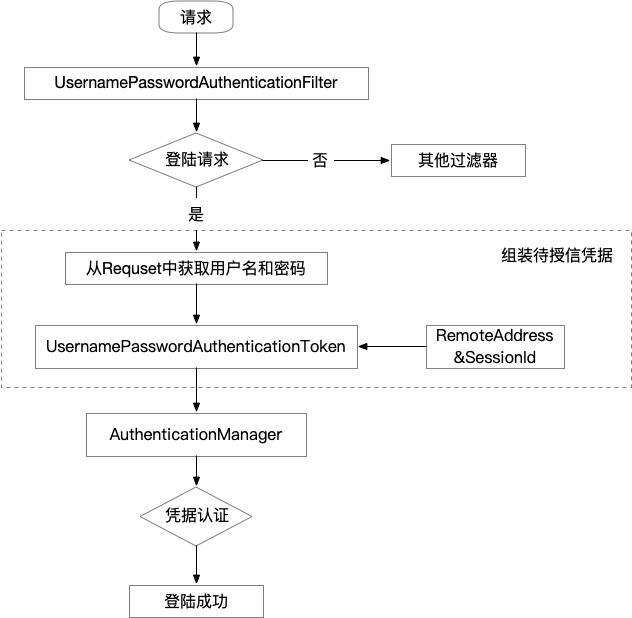 请求
UsernamePasswordAuthenticationFilter
登陆请求
否
其他过滤器
是
组装待授信凭据
从Requset中获取用户名和密码
UsernamePasswordAuthenticationToken
RemoteAddress
&SessionId
AuthenticationManager
凭据认证
登陆成功